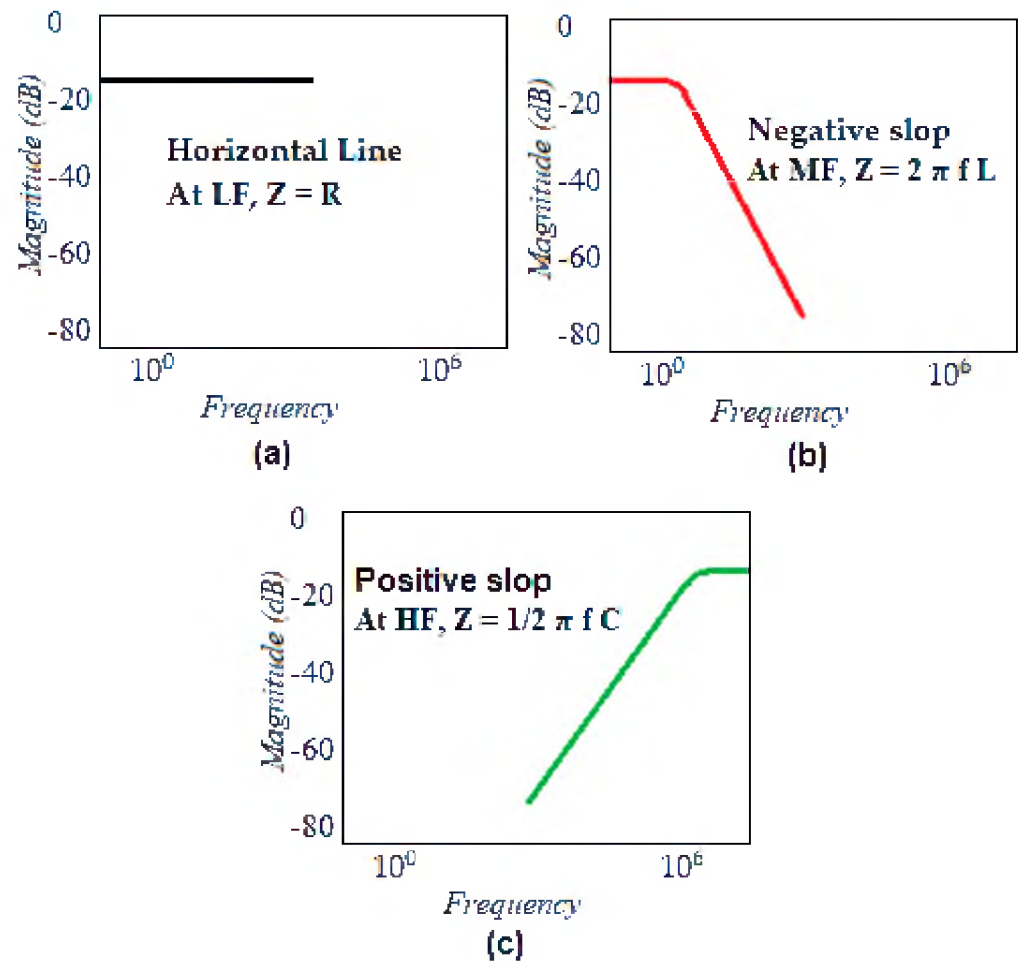 0
-20
-40
-60
-80
Magnitude (dB)
Horizontal Line
At LF, Z = R
10⁰ 10⁶
Frequency
(a)
0
-20
-40
-60
-80
Magnitude (dB)
Negative slop
At MF, Z = 2 π f L
10⁰ 10⁶
Frequency
(b)
0
-20
-40
-60
-80
Magnitude (dB)
Positive slop
At HF, Z = 1/2 π f C
10⁰ 10⁶
Frequency
(c)